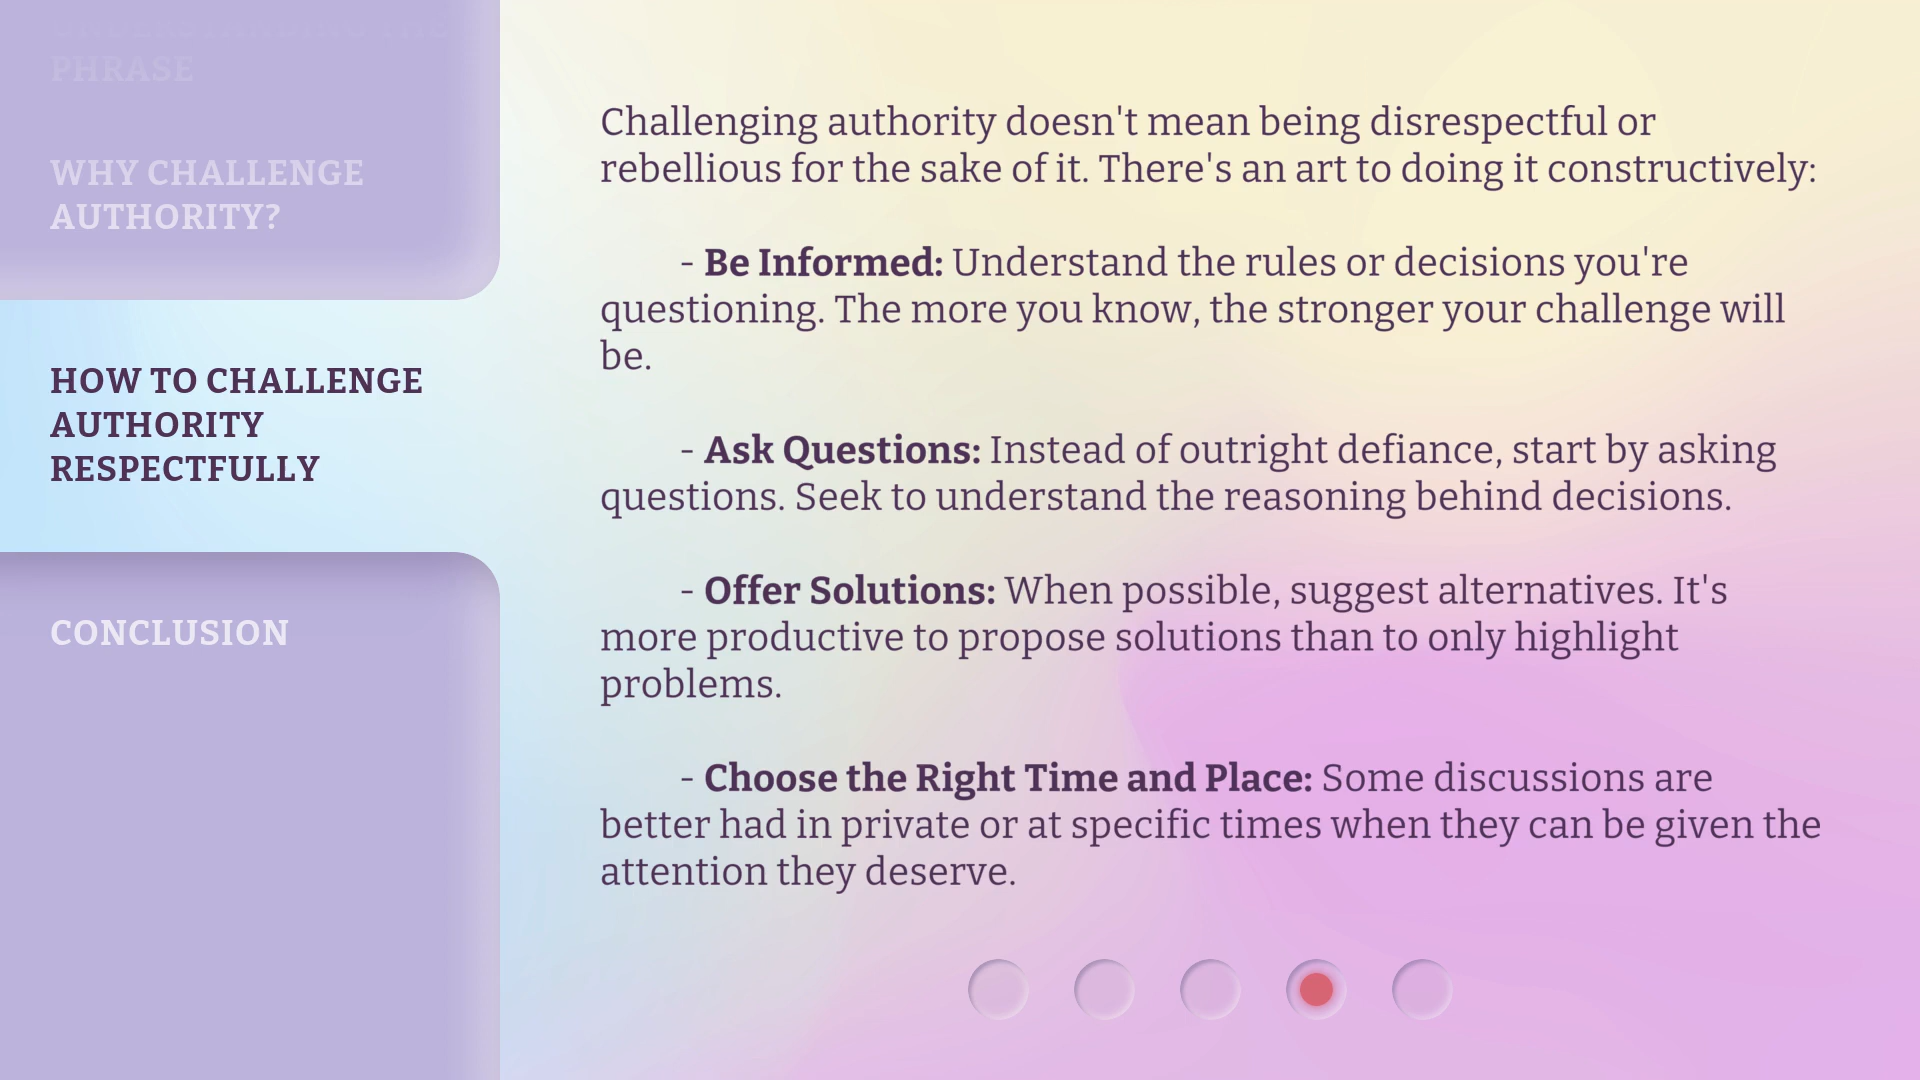 UNDERSTANDING THE
PHRASE
WHY CHALLENGE
AUTHORITY?
HOW TO CHALLENGE
AUTHORITY
RESPECTFULLY
CONCLUSION
Challenging authority doesn't mean being disrespectful or
rebellious for the sake of it. There's an art to doing it constructively:
- Be Informed: Understand the rules or decisions you're
questioning. The more you know, the stronger your challenge will
be.
- Ask Questions: Instead of outright defiance, start by asking
questions. Seek to understand the reasoning behind decisions.
- Offer Solutions: When possible, suggest alternatives. It's
more productive to propose solutions than to only highlight
problems.
- Choose the Right Time and Place: Some discussions are
better had in private or at specific times when they can be given the
attention they deserve.